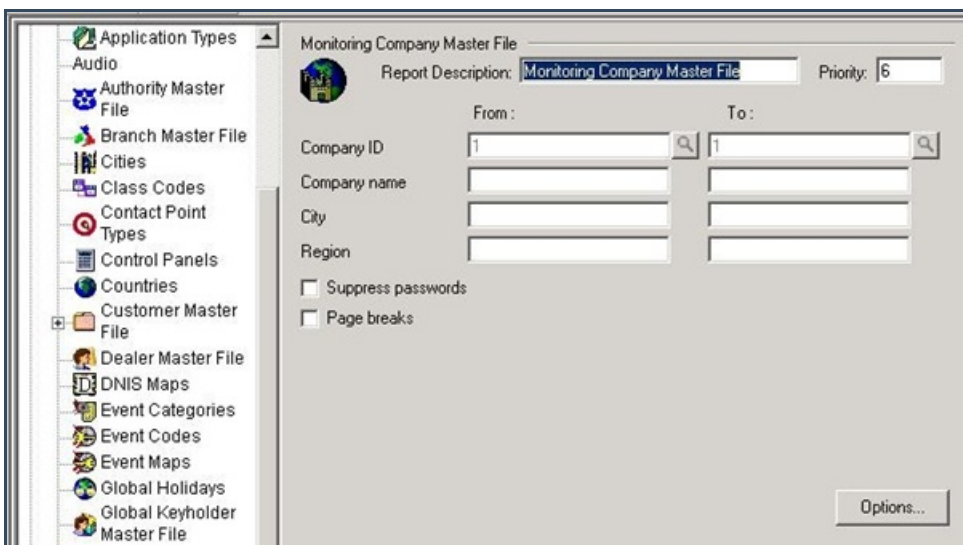 Application Types
Audio
Authority Master
File
Branch Master File
Cities
Class Codes
Contact Point
Types
Control Panels
Countries
Customer Master
File
Dealer Master File
DNIS Maps
Event Categories
Event Codes
Event Maps
Global Holidays
Global Keyholder
Master File
Monitoring Company Master File
Report Description: Monitoring Company Master File Priority: 6
From : To :
Company ID 1 1
Company name
City
Region
Suppress passwords
Page breaks
Options...